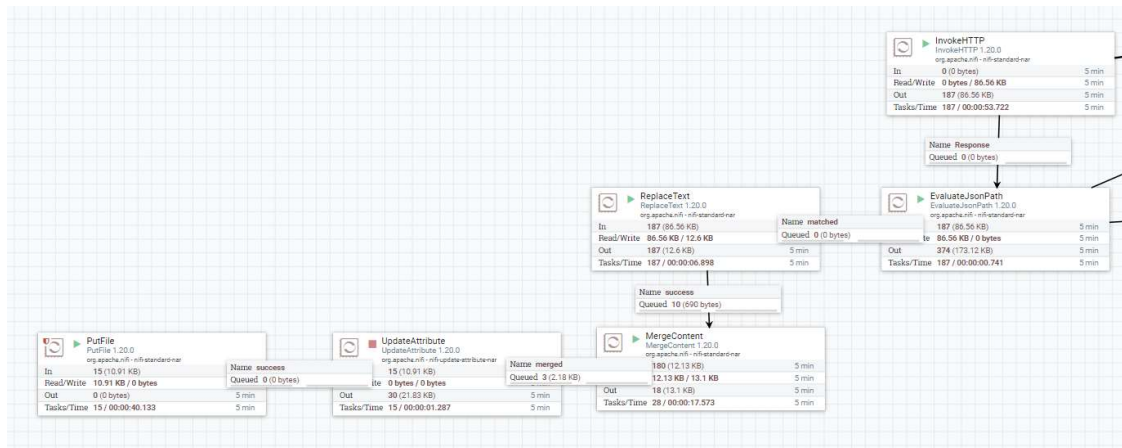 InvokeHTTP
InvokeHTTP 1.20.0
org.apache.nifi - nifi-standard-nar
In 0 (0 bytes) 5 min
Read/Write 0 bytes / 86.56 KB 5 min
Out 187 (86.56 KB) 5 min
Tasks/Time 187 / 00:00:53.722 5 min
Name Response
Queued 0 (0 bytes)
ReplaceText
ReplaceText 1.20.0
org.apache.nifi - nifi-standard-nar
In 187 (86.56 KB) 5 min
Read/Write 86.56 KB / 12.6 KB 5 min
Out 187 (12.6 KB) 5 min
Tasks/Time 187 / 00:00:06.898 5 min
Name matched
Queued 0 (0 bytes)
EvaluateJsonPath
EvaluateJsonPath 1.20.0
org.apache.nifi - nifi-standard-nar
187 (86.56 KB) 5 min
86.56 KB / 0 bytes 5 min
Out 374 (173.12 KB) 5 min
Tasks/Time 187 / 00:00:00.741 5 min
Name success
Queued 10 (690 bytes)
PutFile
PutFile 1.20.0
org.apache.nifi - nifi-standard-nar
In 15 (10.91 KB)
Read/Write 10.91 KB / 0 bytes
Out 0 (0 bytes) 5 min
Tasks/Time 15 / 00:00:40.133 5 min
Name success
Queued 0 (0 bytes)
UpdateAttribute
UpdateAttribute 1.20.0
org.apache.nifi - nifi-update-attribute-nar
15 (10.91 KB)
0 bytes / 0 bytes
Out 30 (21.83 KB) 5 min
Tasks/Time 15 / 00:00:01.287 5 min
Name merged
Queued 3 (2.18 KB)
MergeContent
MergeContent 1.20.0
org.apache.nifi - nifi-standard-nar
180 (12.13 KB) 5 min
12.13 KB / 13.1 KB 5 min
Out 18 (13.1 KB) 5 min
Tasks/Time 28 / 00:00:17.573 5 min